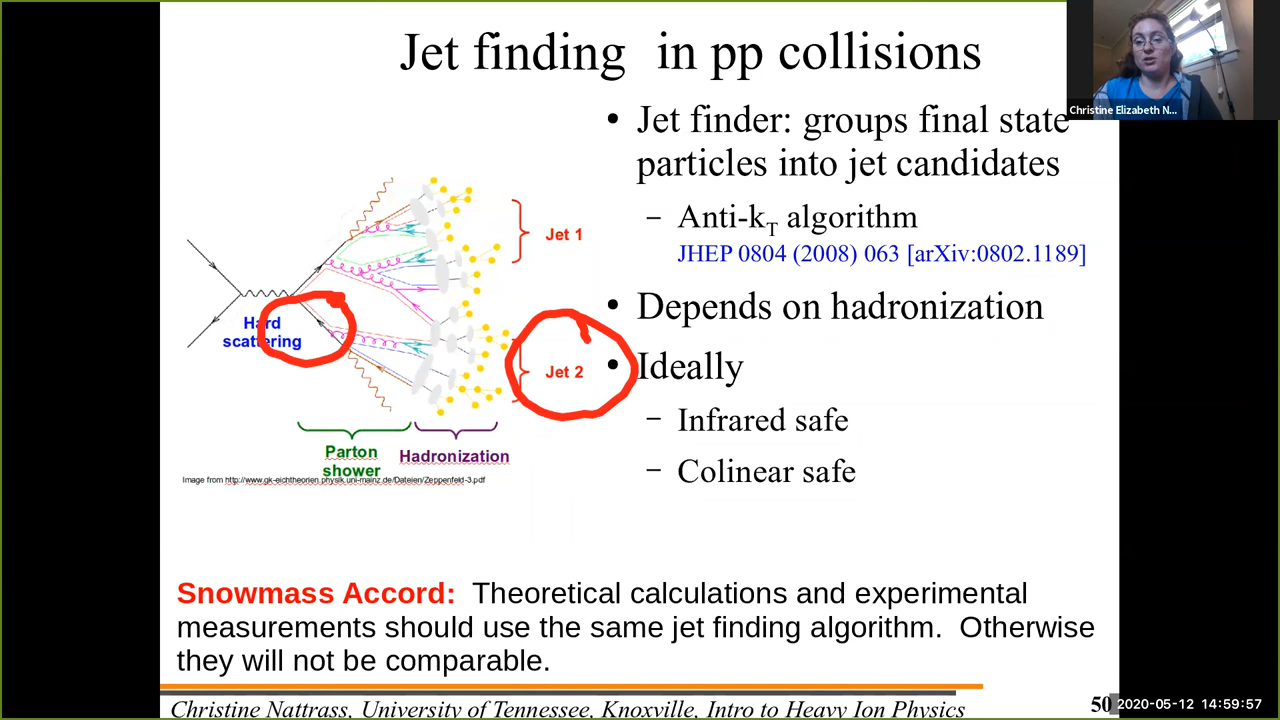 Jet finding in pp collisions
Christine Elizabeth N...
• Jet finder: groups final state
particles into jet candidates
– Anti-kT algorithm
JHEP 0804 (2008) 063 [arXiv:0802.1189]
• Depends on hadronization
• Ideally
– Infrared safe
– Colinear safe
Jet 1
Hard
scattering
Jet 2
Parton
shower
Hadronization
Image from http://www.gk-eichtheorien.physik.uni-mainz.de/Dateien/Zeppenfeld-3.pdf
Snowmass Accord: Theoretical calculations and experimental
measurements should use the same jet finding algorithm. Otherwise
they will not be comparable.
Christine Nattrass, University of Tennessee, Knoxville, Intro to Heavy Ion Physics
50
2020-05-12 14:59:57